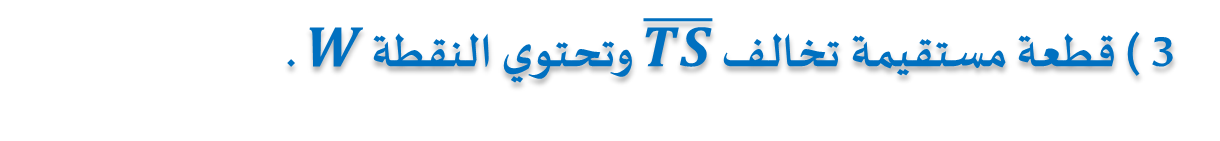 3 ) قطعة مستقيمة تخالف $\overline{TS}$ وتحتوي النقطة W .